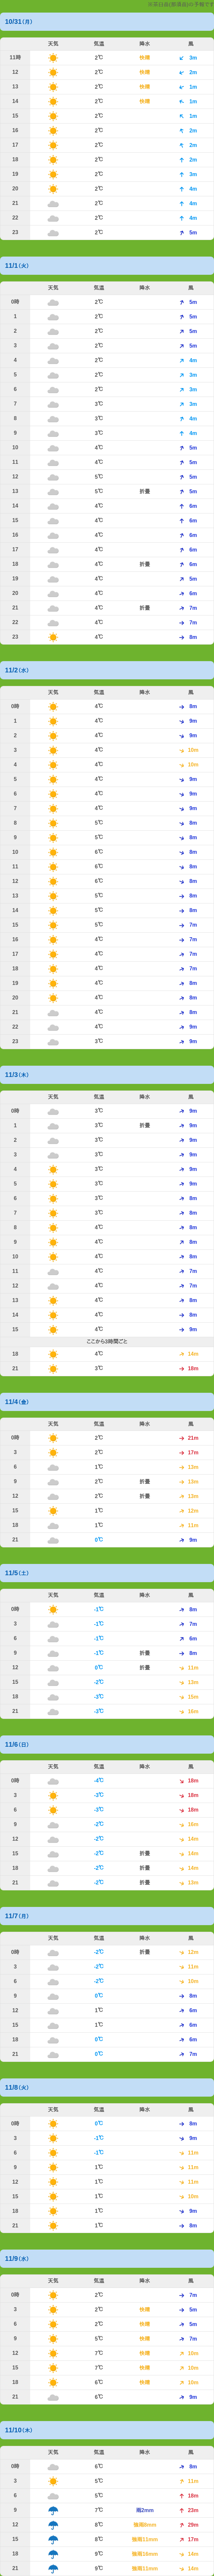 10/31(月)
天気 気温 降水 風
11時 2℃ 快晴 3m
12 2℃ 快晴 2m
13 2℃ 快晴 1m
14 2℃ 快晴 1m
15 2℃ 1m
16 2℃ 2m
17 2℃ 2m
18 2℃ 2m
19 2℃ 3m
20 2℃ 4m
21 2℃ 4m
22 2℃ 4m
23 2℃ 5m
11/1(火)
天気 気温 降水 風
0時 2℃ 5m
1 2℃ 5m
2 2℃ 5m
3 2℃ 5m
4 2℃ 4m
5 2℃ 3m
6 2℃ 3m
7 3℃ 3m
8 3℃ 4m
9 3℃ 4m
10 4℃ 5m
11 4℃ 5m
12 5℃ 5m
13 5℃ 折畳 5m
14 4℃ 6m
15 4℃ 6m
16 4℃ 6m
17 4℃ 6m
18 4℃ 折畳 6m
19 4℃ 5m
20 4℃ 6m
21 4℃ 折畳 7m
22 4℃ 7m
23 4℃ 8m
11/2(水)
天気 気温 降水 風
0時 4℃ 8m
1 4℃ 9m
2 4℃ 9m
3 4℃ 10m
4 4℃ 10m
5 4℃ 9m
6 4℃ 9m
7 4℃ 9m
8 5℃ 8m
9 5℃ 8m
10 6℃ 8m
11 6℃ 8m
12 6℃ 8m
13 5℃ 8m
14 5℃ 8m
15 5℃ 7m
16 4℃ 7m
17 4℃ 7m
18 4℃ 7m
19 4℃ 8m
20 4℃ 8m
21 4℃ 8m
22 4℃ 9m
23 4℃ 9m
11/3(木)
天気 気温 降水 風
0時 3℃ 9m
1 3℃ 折畳 9m
2 3℃ 9m
3 3℃ 9m
4 3℃ 9m
5 3℃ 9m
6 3℃ 8m
7 3℃ 8m
8 4℃ 8m
9 4℃ 8m
10 4℃ 8m
11 4℃ 7m
12 4℃ 7m
13 4℃ 8m
14 4℃ 8m
15 4℃ 9m
ここから3時間ごと
18 4℃ 14m
21 3℃ 18m
11/4(金)
天気 気温 降水 風
0時 2℃ 21m
3 2℃ 17m
6 1℃ 13m
9 2℃ 折畳 13m
12 2℃ 折畳 13m
15 1℃ 12m
18 1℃ 11m
21 0℃ 9m
11/5(土)
天気 気温 降水 風
0時 -1℃ 8m
3 -1℃ 7m
6 -1℃ 6m
9 -1℃ 折畳 8m
12 0℃ 折畳 11m
15 -2℃ 13m
18 -3℃ 15m
21 -3℃ 16m
11/6(日)
天気 気温 降水 風
0時 -4℃ 18m
3 -3℃ 18m
6 -3℃ 18m
9 -2℃ 16m
12 -2℃ 14m
15 -2℃ 折畳 14m
18 -2℃ 折畳 14m
21 -2℃ 折畳 13m
11/7(月)
天気 気温 降水 風
0時 -2℃ 折畳 12m
3 -2℃ 11m
6 -2℃ 10m
9 0℃ 8m
12 1℃ 6m
15 1℃ 6m
18 0℃ 6m
21 0℃ 7m
11/8(火)
天気 気温 降水 風
0時 0℃ 8m
3 -1℃ 9m
6 -1℃ 11m
9 1℃ 11m
12 1℃ 11m
15 1℃ 10m
18 1℃ 9m
21 1℃ 8m
11/9(水)
天気 気温 降水 風
0時 2℃ 7m
3 2℃ 快晴 5m
6 2℃ 快晴 5m
9 5℃ 快晴 7m
12 7℃ 快晴 10m
15 7℃ 快晴 10m
18 6℃ 快晴 10m
21 6℃ 9m
11/10(木)
天気 気温 降水 風
0時 6℃ 8m
3 5℃ 11m
6 5℃ 18m
9 7℃ 雨2mm 23m
12 8℃ 強雨8mm 29m
15 8℃ 強雨11mm 17m
18 9℃ 強雨16mm 14m
21 9℃ 強雨11mm 14m